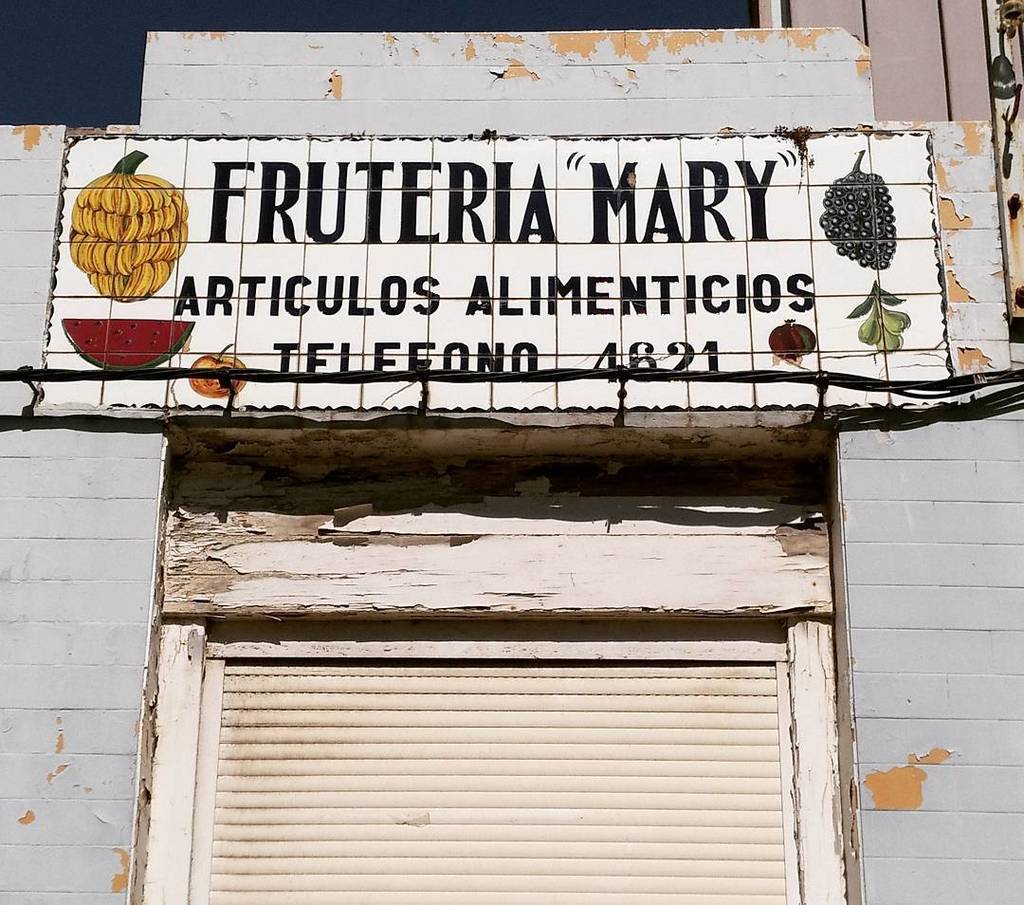 FRUTERIA "MARY"
ARTICULOS ALIMENTICIOS
TELEFONO 4621